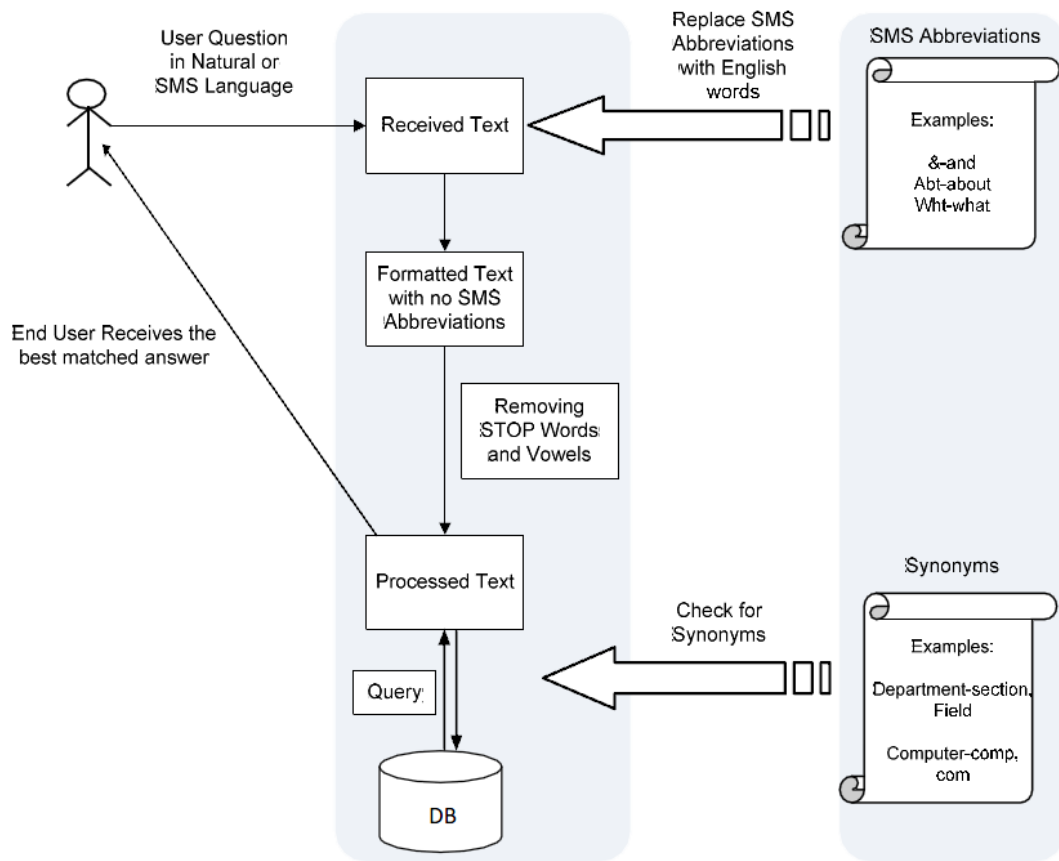 User Question
in Natural or
SMS Language
Replace SMS
Abbreviations
with English
words
SMS Abbreviations
Received Text
Examples:
&-and
Abt-about
Wht-what
Formatted Text
with no SMS
Abbreviations
End User Receives the
best matched answer
Removing
STOP Words
and Vowels
Processed Text
Check for
Synonyms
Synonyms
Examples:
Department-section,
Field
Computer-comp,
com
Query
DB